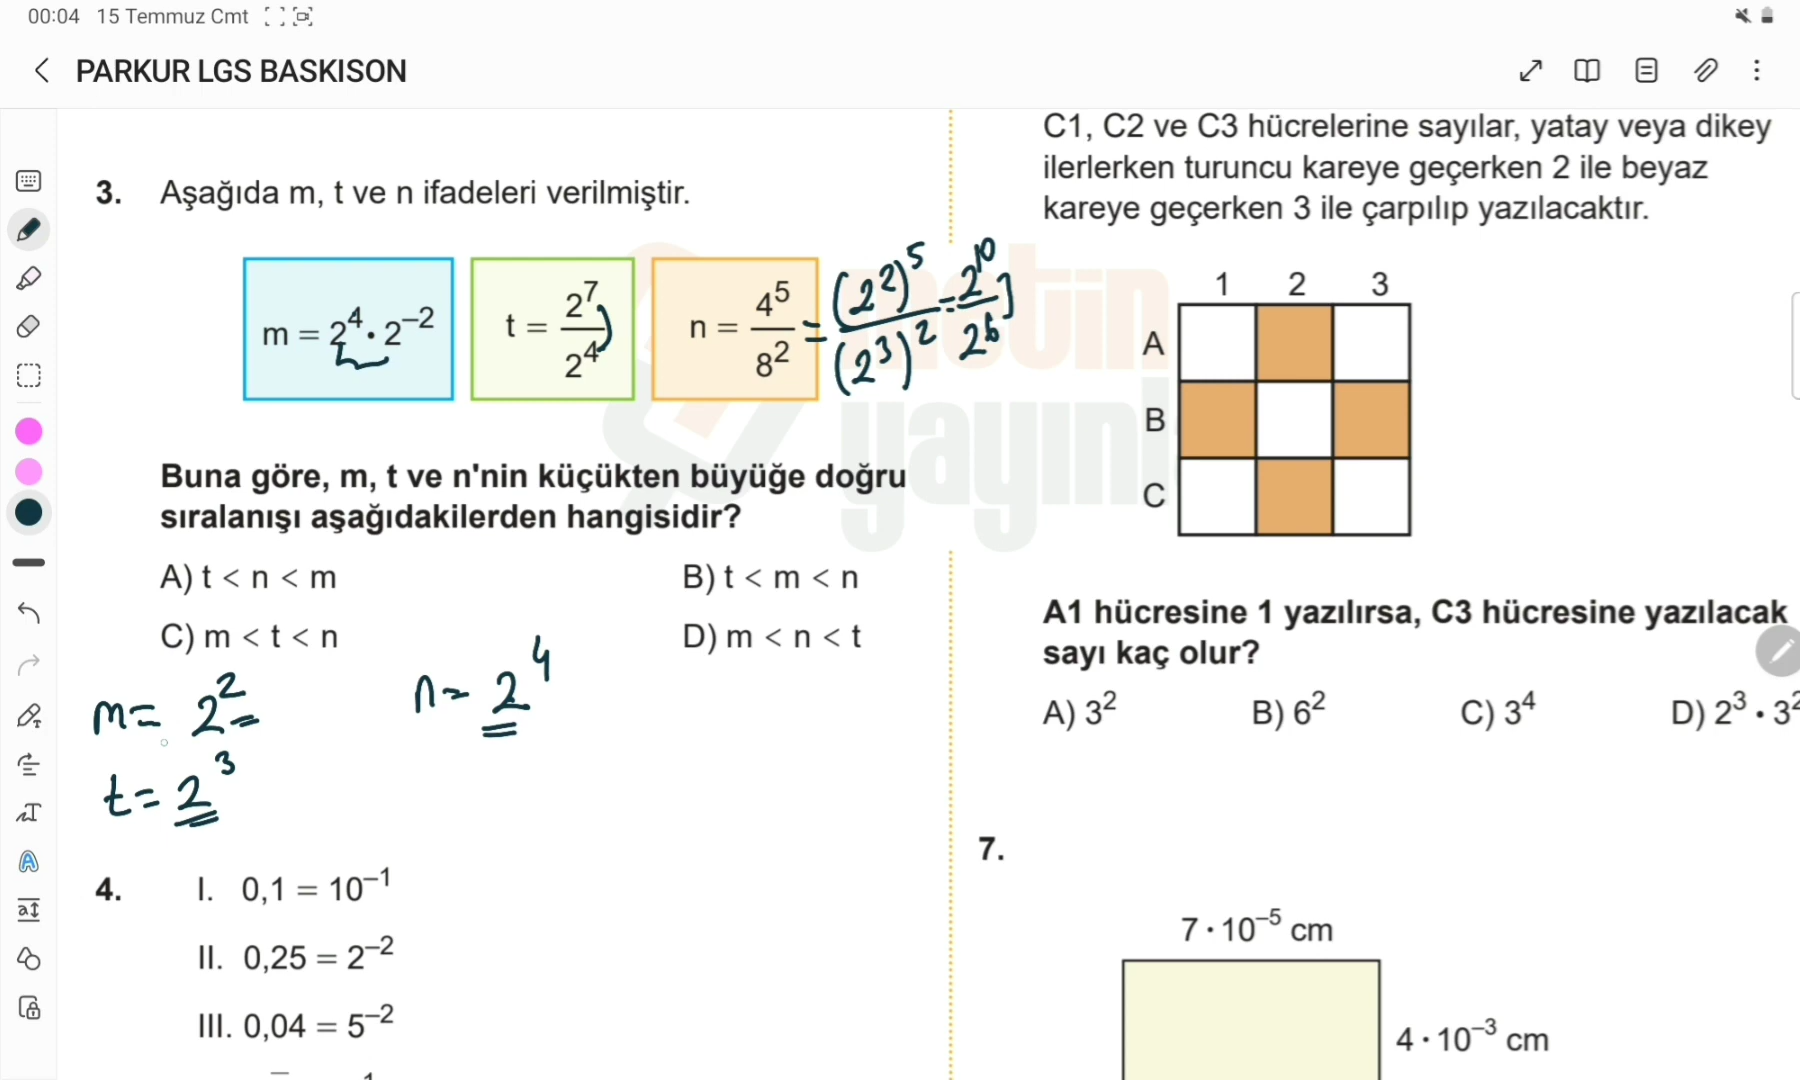 00:04 15 Temmuz Cmt
PARKUR LGS BASKISON
3. Aşağıda m, t ve n ifadeleri verilmiştir.
m = 2⁴ · 2⁻²
t = 2⁷ / 2⁴
n = 4⁵ / 8² = (2²)⁵ / (2³)² = 2¹⁰ / 2⁶
metin
yayınl
Buna göre, m, t ve n'nin küçükten büyüğe doğru
sıralanışı aşağıdakilerden hangisidir?
A) t < n < m B) t < m < n
C) m < t < n D) m < n < t
m = 2²
n = 2⁴
t = 2³
4. I. 0,1 = 10⁻¹
II. 0,25 = 2⁻²
III. 0,04 = 5⁻²
C1, C2 ve C3 hücrelerine sayılar, yatay veya dikey
ilerlerken turuncu kareye geçerken 2 ile beyaz
kareye geçerken 3 ile çarpılıp yazılacaktır.
1 2 3
A
B
C
A1 hücresine 1 yazılırsa, C3 hücresine yazılacak
sayı kaç olur?
A) 3² B) 6² C) 3⁴ D) 2³ · 3²
7.
7 · 10⁻⁵ cm
4 · 10⁻³ cm